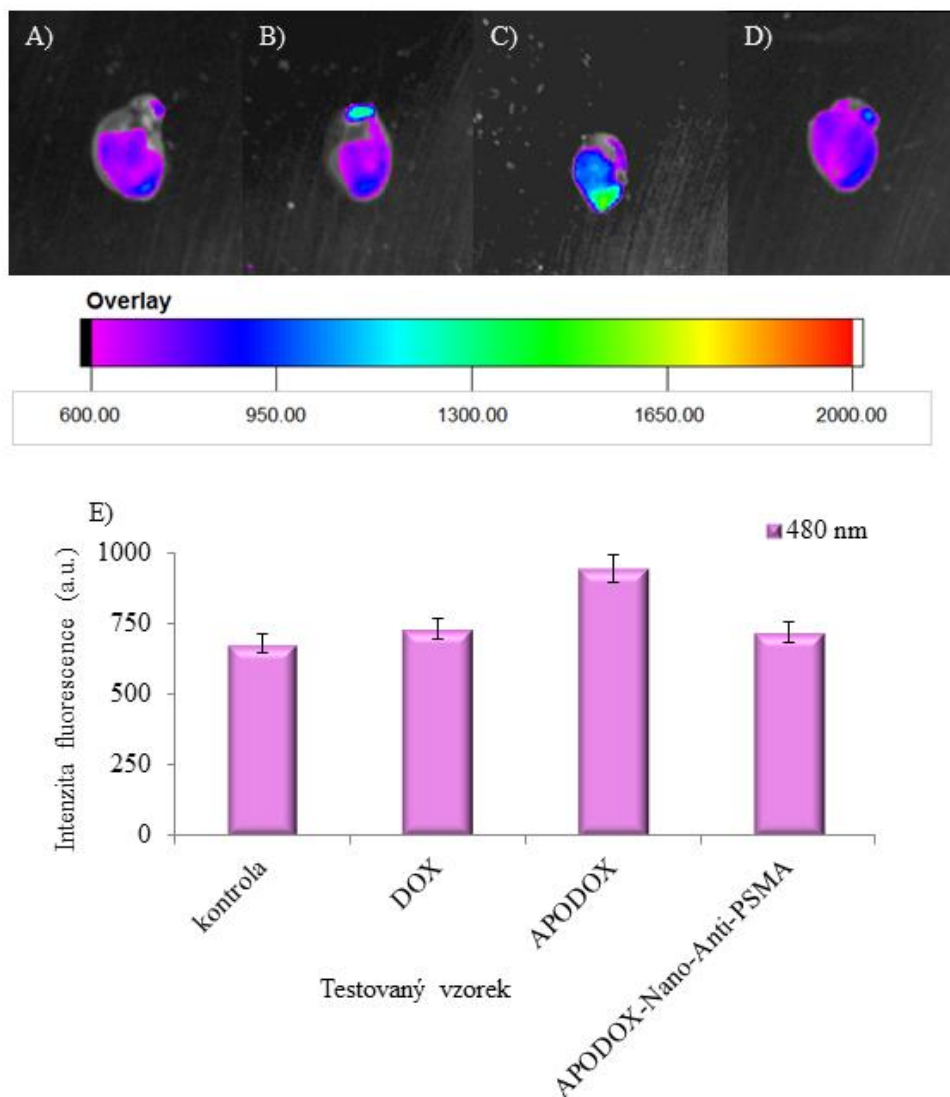 A)
B)
C)
D)
Overlay
600.00 950.00 1300.00 1650.00 2000.00
E)
480 nm
Intenzita fluorescence (a.u.)
1000
750
500
250
0
kontrola
DOX
APODOX
APODOX-Nano-Anti-PSMA
Testovaný vzorek